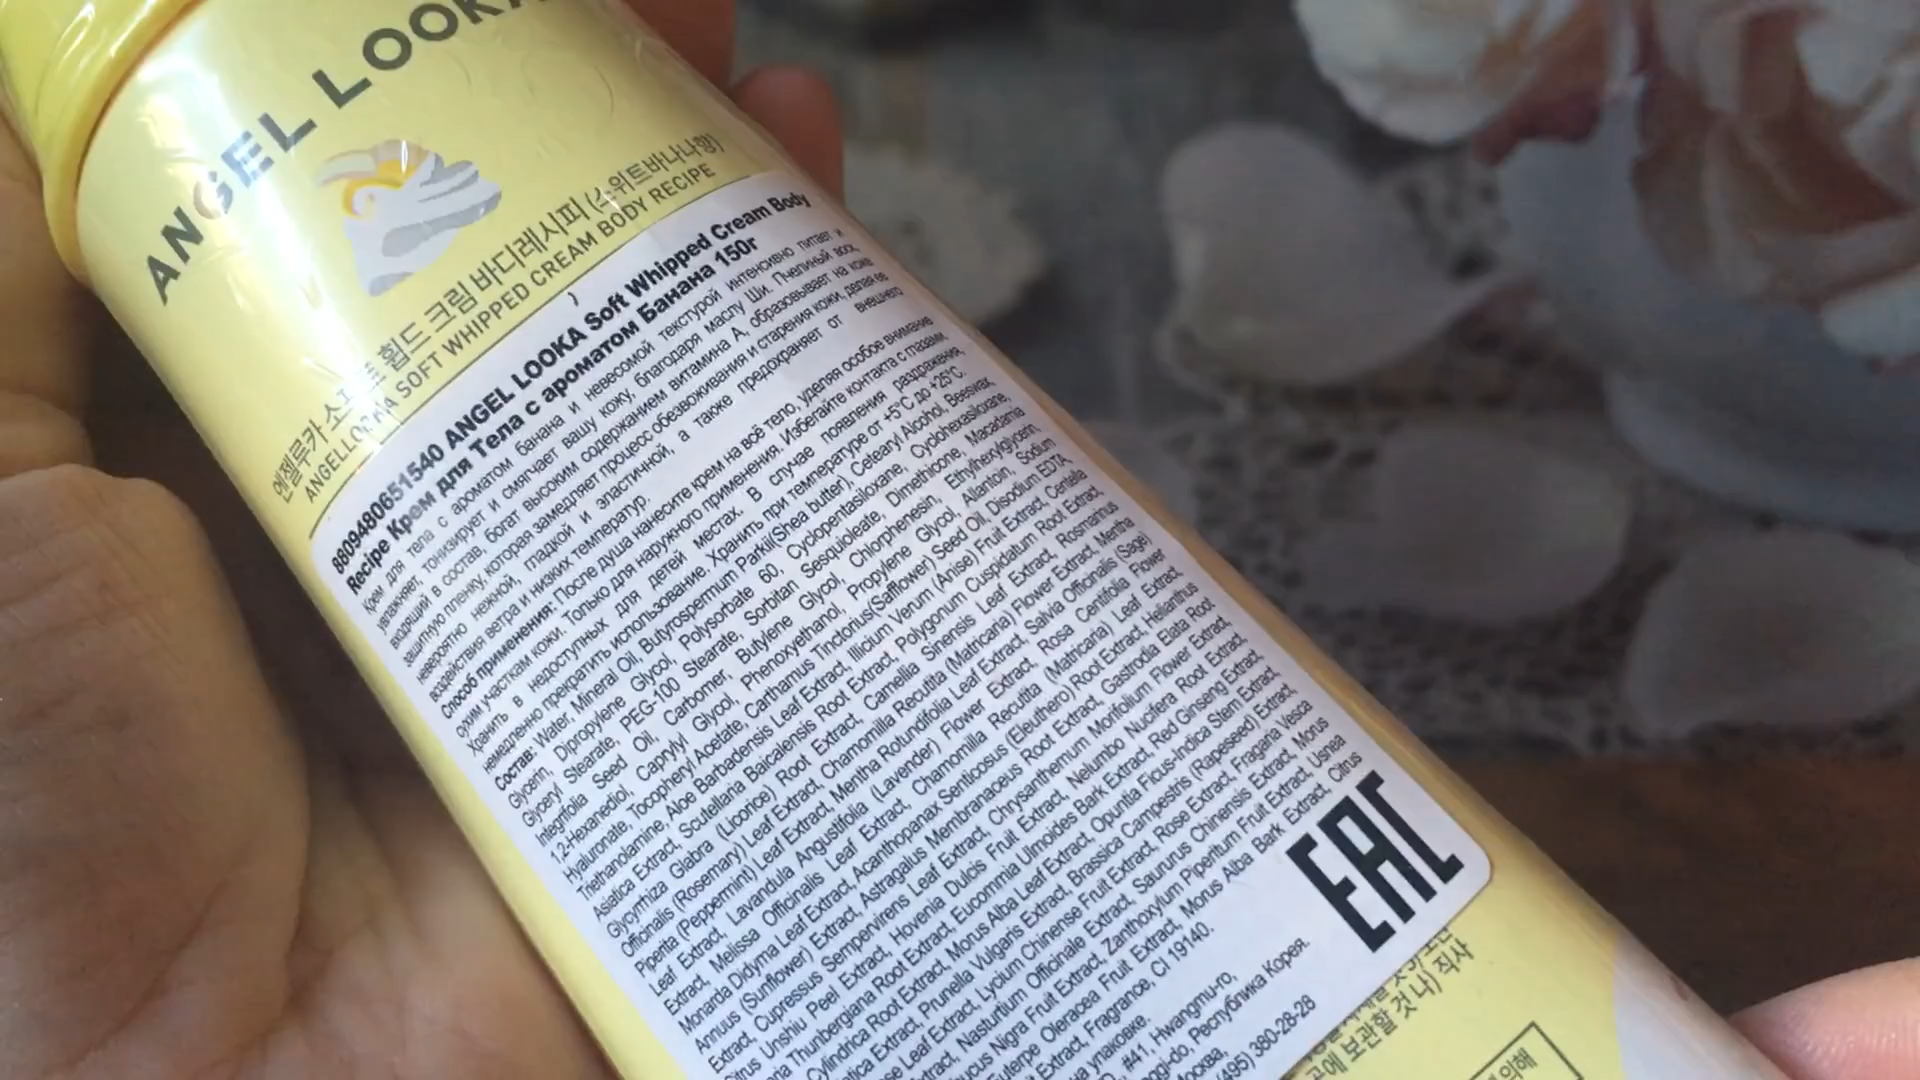 ANGEL LOOKA
엔젤루카 소프트 휩드 크림 바디레시피 (스위트바나나향)
ANGELLOOKA SOFT WHIPPED CREAM BODY RECIPE
8809480651540 ANGEL LOOKA Soft Whipped Cream Body
Recipe Крем для Тела с ароматом Банана 150г
Крем для тела с ароматом банана и невесомой текстурой интенсивно питает и
увлажняет, тонизирует и смягчает вашу кожу, благодаря маслу Ши. Пчелиный воск,
входящий в состав, богат высоким содержанием витамина А, образовывает на коже
защитную пленку, которая замедляет процесс обезвоживания и старения кожи, делая ее
невероятно нежной, гладкой и эластичной, а также предохраняет от внешнего
воздействия ветра и низких температур.
Способ применения: После душа нанесите крем на всё тело, уделяя особое внимание
сухим участкам кожи. Только для наружного применения. Избегайте контакта с глазами.
Хранить в недоступных для детей местах. В случае появления раздражения,
немедленно прекратить использование. Хранить при температуре от +5°C до +25°C.
Состав: Water, Mineral Oil, Butyrospermum Parkii(Shea butter), Cetearyl Alcohol, Beeswax,
Glycerin, Dipropylene Glycol, Polysorbate 60, Cyclopentasiloxane, Cyclohexasiloxane,
Glyceryl Stearate, PEG-100 Stearate, Sorbitan Sesquioleate, Dimethicone, Macadamia
Integrifolia Seed Oil, Carbomer, Butylene Glycol, Chlorphenesin, Ethylhexylglycerin,
1,2-Hexanediol, Caprylyl Glycol, Phenoxyethanol, Propylene Glycol, Allantoin, Sodium
Hyaluronate, Tocopheryl Acetate, Carthamus Tinctorius(Safflower) Seed Oil, Disodium EDTA,
Triethanolamine, Aloe Barbadensis Leaf Extract, Illicium Verum (Anise) Fruit Extract, Centella
Asiatica Extract, Scutellaria Baicalensis Root Extract, Polygonum Cuspidatum Root Extract,
Glycyrrhiza Glabra (Licorice) Root Extract, Camellia Sinensis Leaf Extract, Rosmarinus
Officinalis (Rosemary) Leaf Extract, Chamomilla Recutita (Matricaria) Flower Extract, Mentha
Piperita (Peppermint) Leaf Extract, Mentha Rotundifolia Leaf Extract, Salvia Officinalis (Sage)
Leaf Extract, Lavandula Angustifolia (Lavender) Flower Extract, Rosa Centifolia Flower
Extract, Melissa Officinalis Leaf Extract, Chamomilla Recutita (Matricaria) Leaf Extract,
Monarda Didyma Leaf Extract, Acanthopanax Senticosus (Eleuthero) Root Extract, Helianthus
Annuus (Sunflower) Extract, Astragalus Membranaceus Root Extract, Gastrodia Elata Root
Extract, Cupressus Sempervirens Leaf Extract, Chrysanthemum Morifolium Flower Extract,
Citrus Unshiu Peel Extract, Hovenia Dulcis Fruit Extract, Nelumbo Nucifera Root Extract,
Thunbergiana Root Extract, Eucommia Ulmoides Bark Extract, Red Ginseng Extract,
Cylindrica Root Extract, Morus Alba Leaf Extract, Opuntia Ficus-Indica Stem Extract,
Extract, Prunella Vulgaris Extract, Brassica Campestris (Rapeseed) Extract,
Leaf Extract, Lycium Chinense Fruit Extract, Rose Extract, Fragaria Vesca
Extract, Nasturtium Officinale Extract, Saururus Chinensis Extract, Morus
Nigra Fruit Extract, Zanthoxylum Piperitum Fruit Extract, Usnea
Euterpe Oleracea Fruit Extract, Morus Alba Bark Extract, Citrus
Extract, Fragrance, CI 19140.
на упаковке.
#41, Hwangmu-ro,
Республика Корея.
(495) 380-28-28
EAC
보관할 것 나) 직사